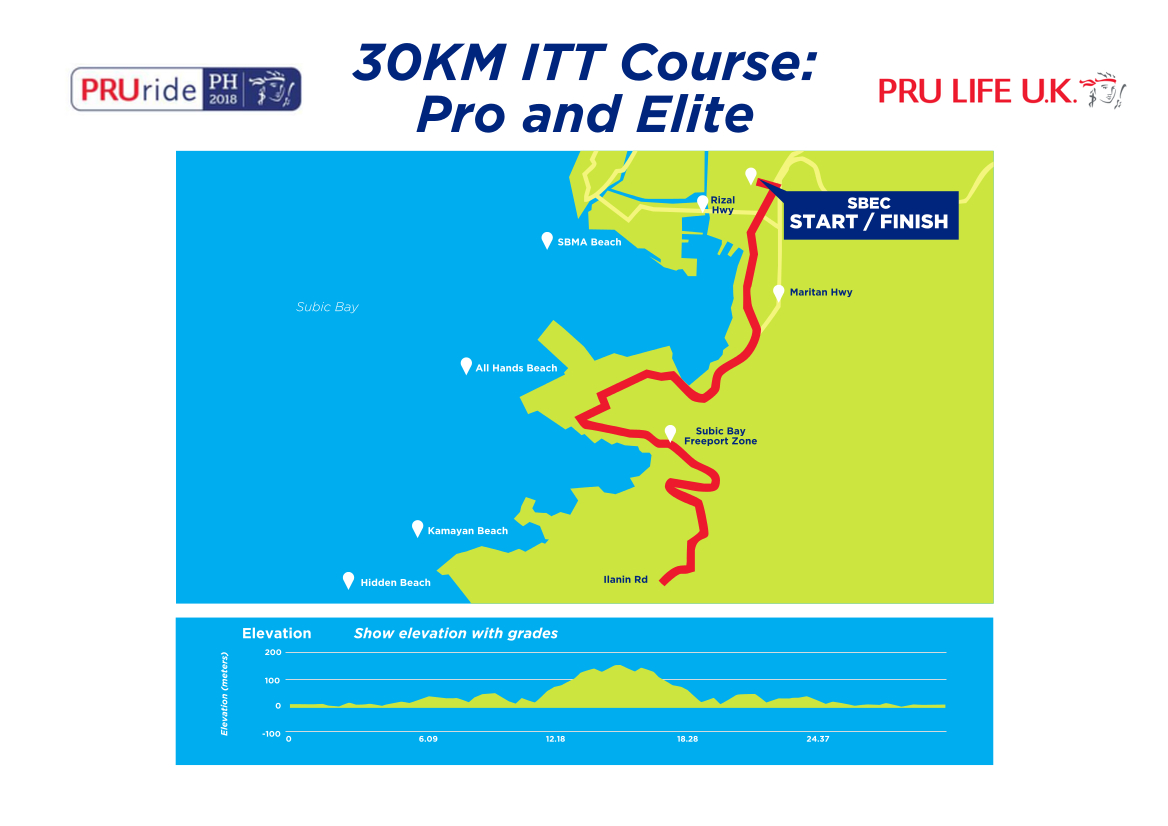 30KM ITT Course:
Pro and Elite
PRUride PH
2018
PRU LIFE U.K.
Rizal
Hwy
SBEC
START / FINISH
SBMA Beach
Maritan Hwy
Subic Bay
All Hands Beach
Subic Bay
Freeport Zone
Kamayan Beach
Ilanin Rd
Hidden Beach
Elevation Show elevation with grades
Elevation (meters)
200
100
0
-100
0 6.09 12.18 18.28 24.37